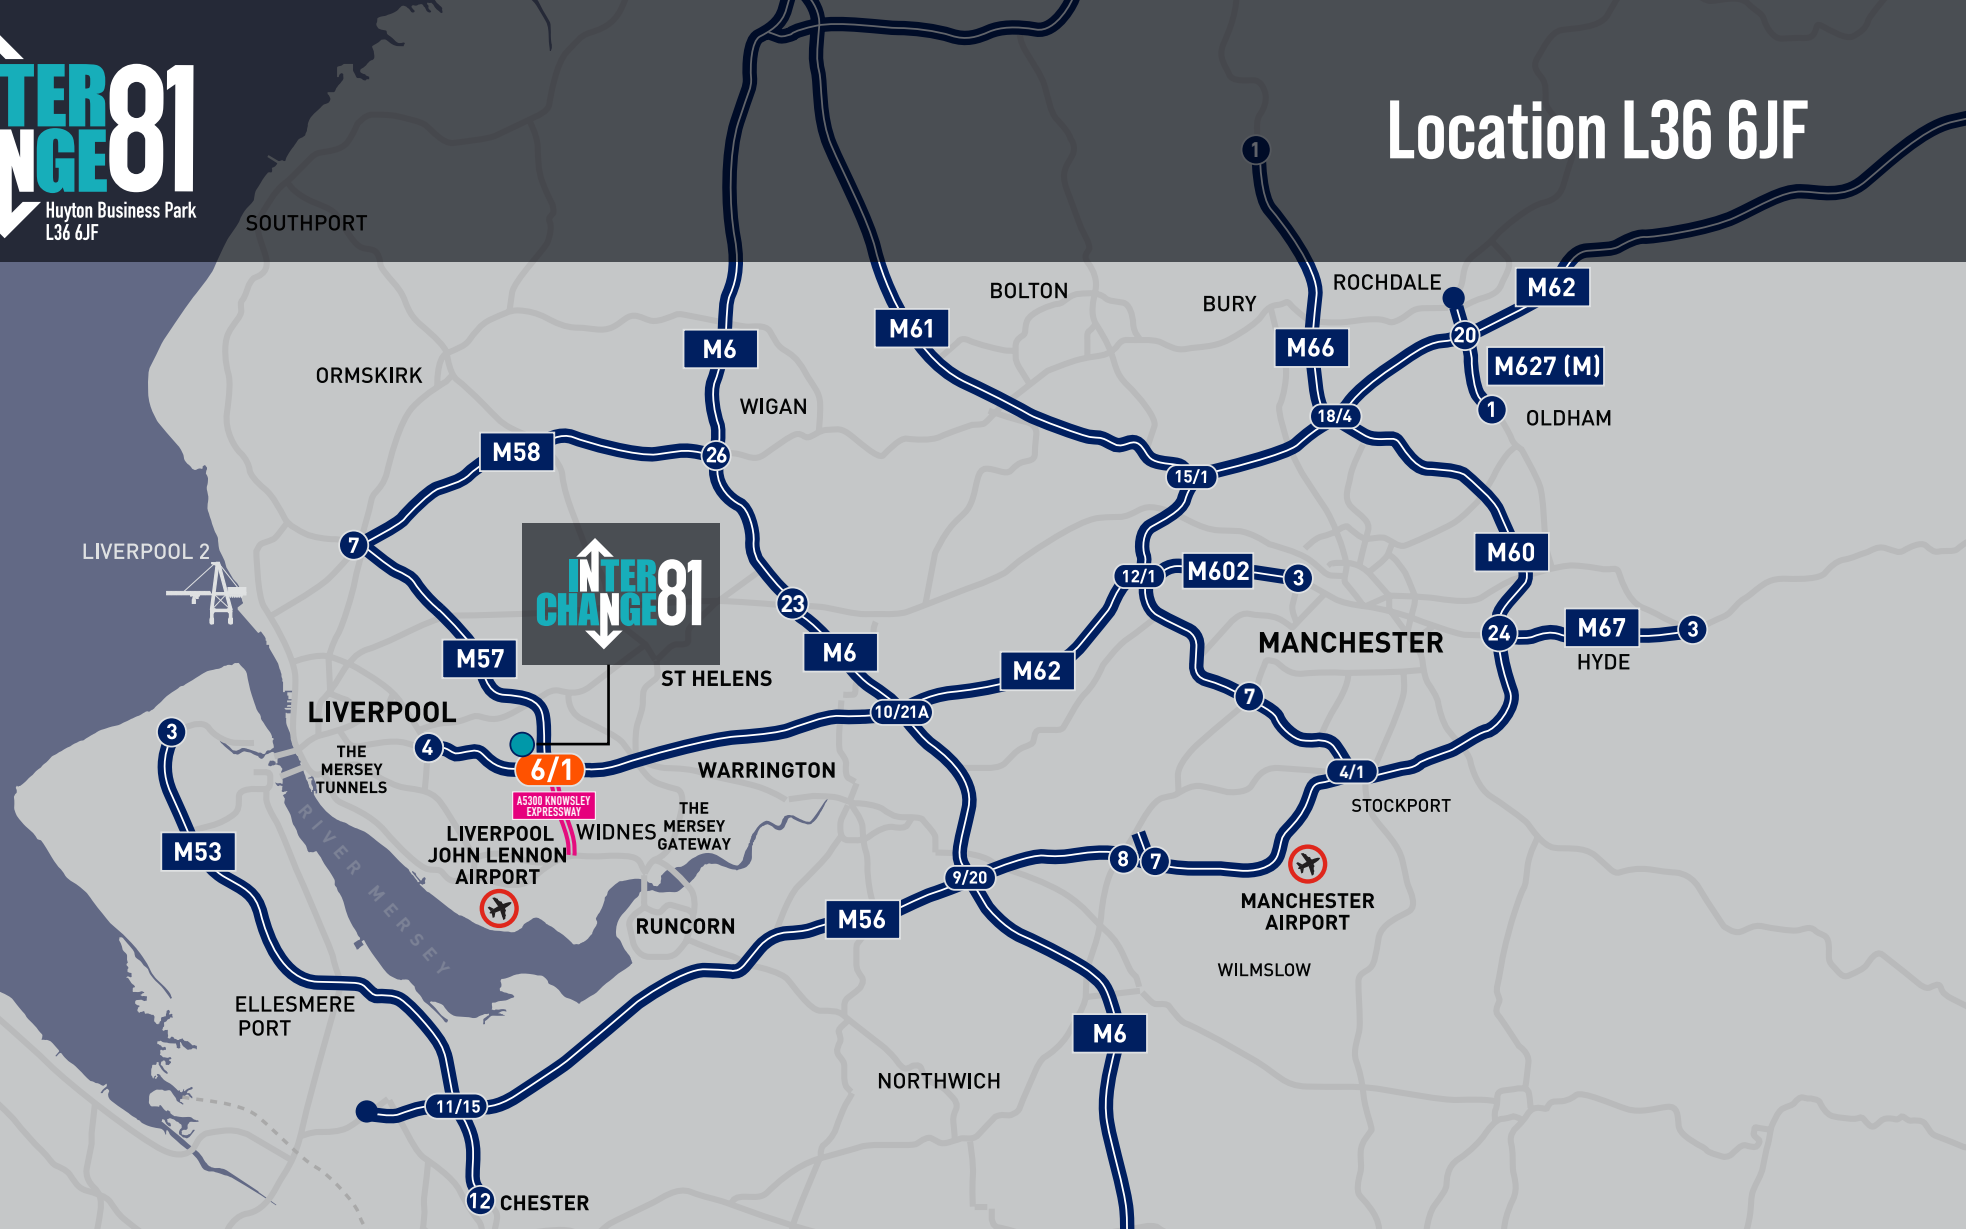 TER
NGE
81
Huyton Business Park
L36 6JF
Location L36 6JF
1
SOUTHPORT
BOLTON
BURY
ROCHDALE
M62
M6
M61
M66
20
M627 (M)
ORMSKIRK
WIGAN
18/4
1
OLDHAM
M58
26
15/1
LIVERPOOL 2
7
INTER
CHANGE
81
M60
12/1
M602
3
23
M57
M6
M62
MANCHESTER
24
M67
3
HYDE
ST HELENS
LIVERPOOL
10/21A
7
3
4
THE
MERSEY
TUNNELS
6/1
WARRINGTON
4/1
STOCKPORT
A5300 KNOWSLEY
EXPRESSWAY
WIDNES
THE
MERSEY
GATEWAY
LIVERPOOL
JOHN LENNON
AIRPORT
M53
RIVER MERSEY
8
7
9/20
MANCHESTER
AIRPORT
RUNCORN
M56
WILMSLOW
ELLESMERE
PORT
M6
NORTHWICH
11/15
12
CHESTER